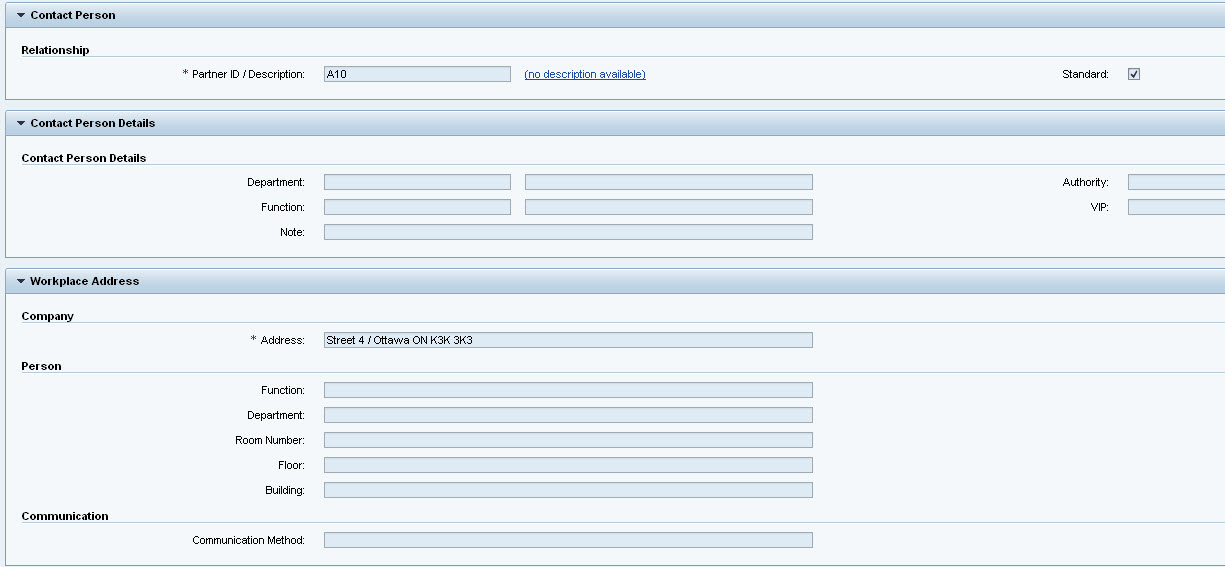 Contact Person
Relationship
* Partner ID / Description: A10 (no description available) Standard:
Contact Person Details
Contact Person Details
Department: Authority:
Function: VIP:
Note:
Workplace Address
Company
* Address: Street 4 / Ottawa ON K3K 3K3
Person
Function:
Department:
Room Number:
Floor:
Building:
Communication
Communication Method: